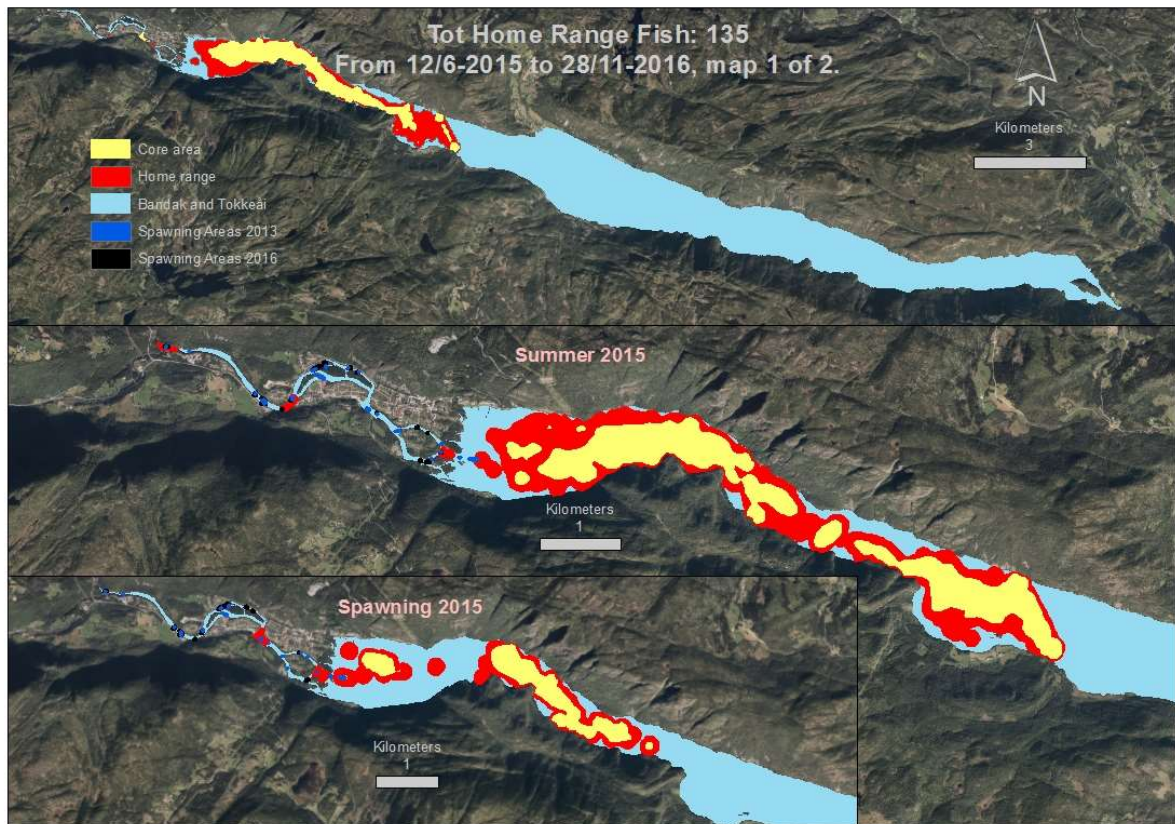 Tot Home Range Fish: 135
From 12/6-2015 to 28/11-2016, map 1 of 2.
N
Kilometers
3
Core area
Home range
Bandak and Tokkeåi
Spawning Areas 2013
Spawning Areas 2016
Summer 2015
Kilometers
1
Spawning 2015
Kilometers
1